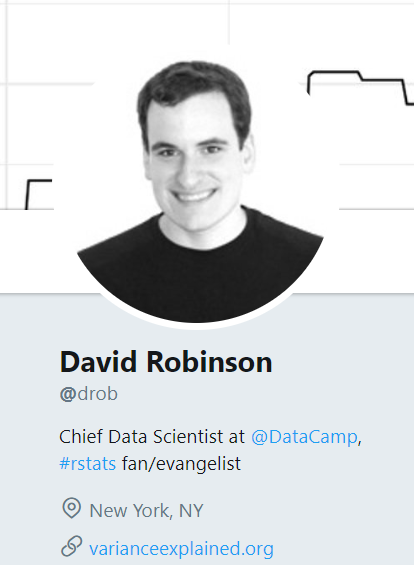 David Robinson
@drob
Chief Data Scientist at @DataCamp,
#rstats fan/evangelist
New York, NY
varianceexplained.org